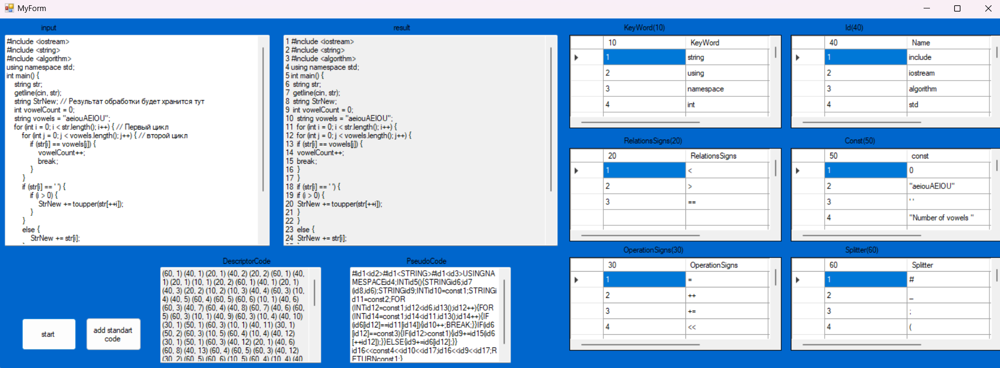 MyForm
input
#include <iostream>
#include <string>
#include <algorithm>
using namespace std;
int main() {
string str;
getline(cin, str);
string StrNew; // Результат обработки будет хранится тут
int vowelCount = 0;
string vowels = "aeiouAEIOU";
for (int i = 0; i < str.length(); i++) { // Первый цикл
for (int j = 0; j < vowels.length(); j++) { // второй цикл
if (str[i] == vowels[j]) {
vowelCount++;
break;
}
}
if (str[i] == ' ') {
if (i > 0) {
StrNew += toupper(str[++i]);
}
}
else {
StrNew += str[i];
result
1 #include <iostream>
2 #include <string>
3 #include <algorithm>
4 using namespace std;
5 int main() {
6 string str;
7 getline(cin, str);
8 string StrNew;
9 int vowelCount = 0;
10 string vowels = "aeiouAEIOU";
11 for (int i = 0; i < str.length(); i++) {
12 for (int j = 0; j < vowels.length(); j++) {
13 if (str[i] == vowels[j]) {
14 vowelCount++;
15 break;
16 }
17 }
18 if (str[i] == ' ') {
19 if (i > 0) {
20 StrNew += toupper(str[++i]);
21 }
22 }
23 else {
24 StrNew += str[i];
KeyWord(10)
10 KeyWord
1 string
2 using
3 namespace
4 int
Id(40)
40 Name
1 include
2 iostream
3 algorithm
4 std
RelationsSigns(20)
20 RelationsSigns
1 <
2 >
3 ==
Const(50)
50 const
1 0
2 "aeiouAEIOU"
3 ' '
4 "Number of vowels "
OperationSigns(30)
30 OperationSigns
1 =
2 ++
3 +=
4 <<
Splitter(60)
60 Splitter
1 #
2 _
3 ;
4 (
start
add standart
code
DescriptorCode
(60, 1) (40, 1) (20, 1) (40, 2) (20, 2) (60, 1) (40,
1) (20, 1) (10, 1) (20, 2) (60, 1) (40, 1) (20, 1)
(40, 3) (20, 2) (10, 2) (10, 3) (40, 4) (60, 3) (10,
4) (40, 5) (60, 4) (60, 5) (60, 6) (10, 1) (40, 6)
(60, 3) (40, 7) (60, 4) (40, 8) (60, 7) (40, 6) (60,
5) (60, 3) (10, 1) (40, 9) (60, 3) (10, 4) (40, 10)
(30, 1) (50, 1) (60, 3) (10, 1) (40, 11) (30, 1)
(50, 2) (60, 3) (10, 5) (60, 4) (10, 4) (40, 12)
(30, 1) (50, 1) (60, 3) (40, 12) (20, 1) (40, 6)
(60, 8) (40, 13) (60, 4) (60, 5) (60, 3) (40, 12)
(30, 2) (60, 5) (60, 6) (10, 5) (60, 4) (10, 4) (40
PseudoCode
#id1<id2>#id1<STRING>#id1<id3>USINGNA
MESPACEid4;INTid5(){STRINGid6;id7
(id8,id6);STRINGid9;INTid10=const1;STRINGi
d11=const2;FOR
(INTid12=const1;id12<id6.id13();id12++){FOR
(INTid14=const1;id14<id11.id13();id14++){IF
(id6[id12]==id11[id14]){id10++;BREAK;}}IF(id6
[id12]==const3){IF(id12>const1){id9+=id15(id6
[++id12]);}}ELSE{id9+=id6[id12];}}
id16<<const4<<id10<<id17;id16<<id9<<id17;R
ETURNconst1;}